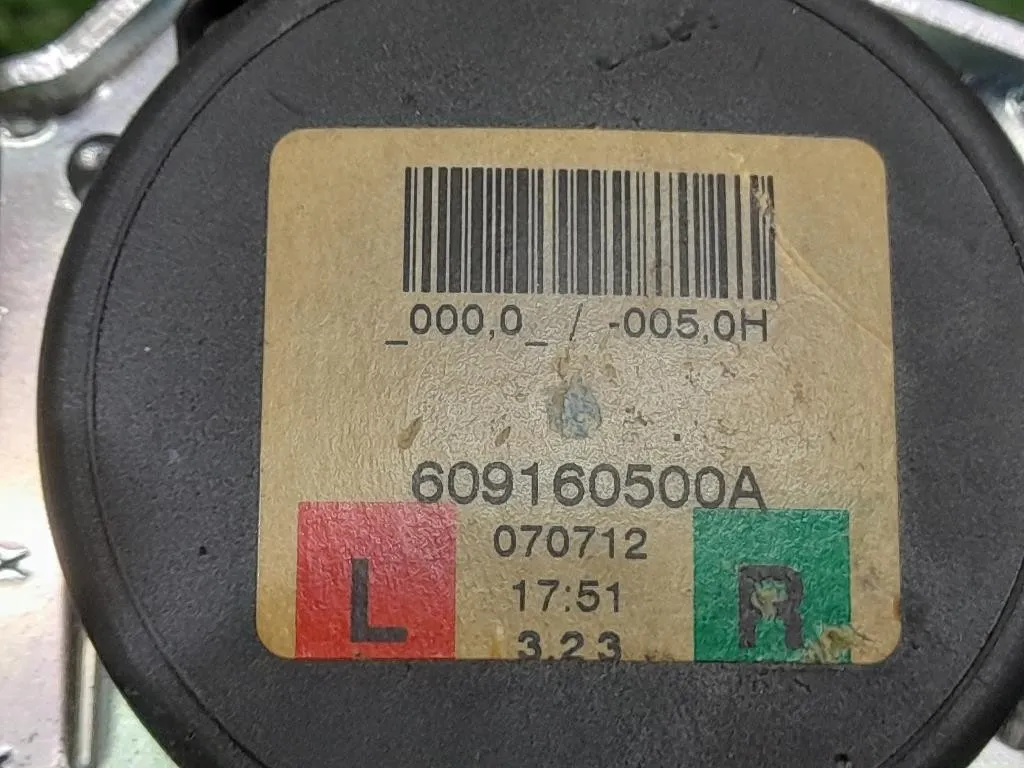 _000,0_ / -005,0H
609160500A
070712
L
R
17:51
3.23